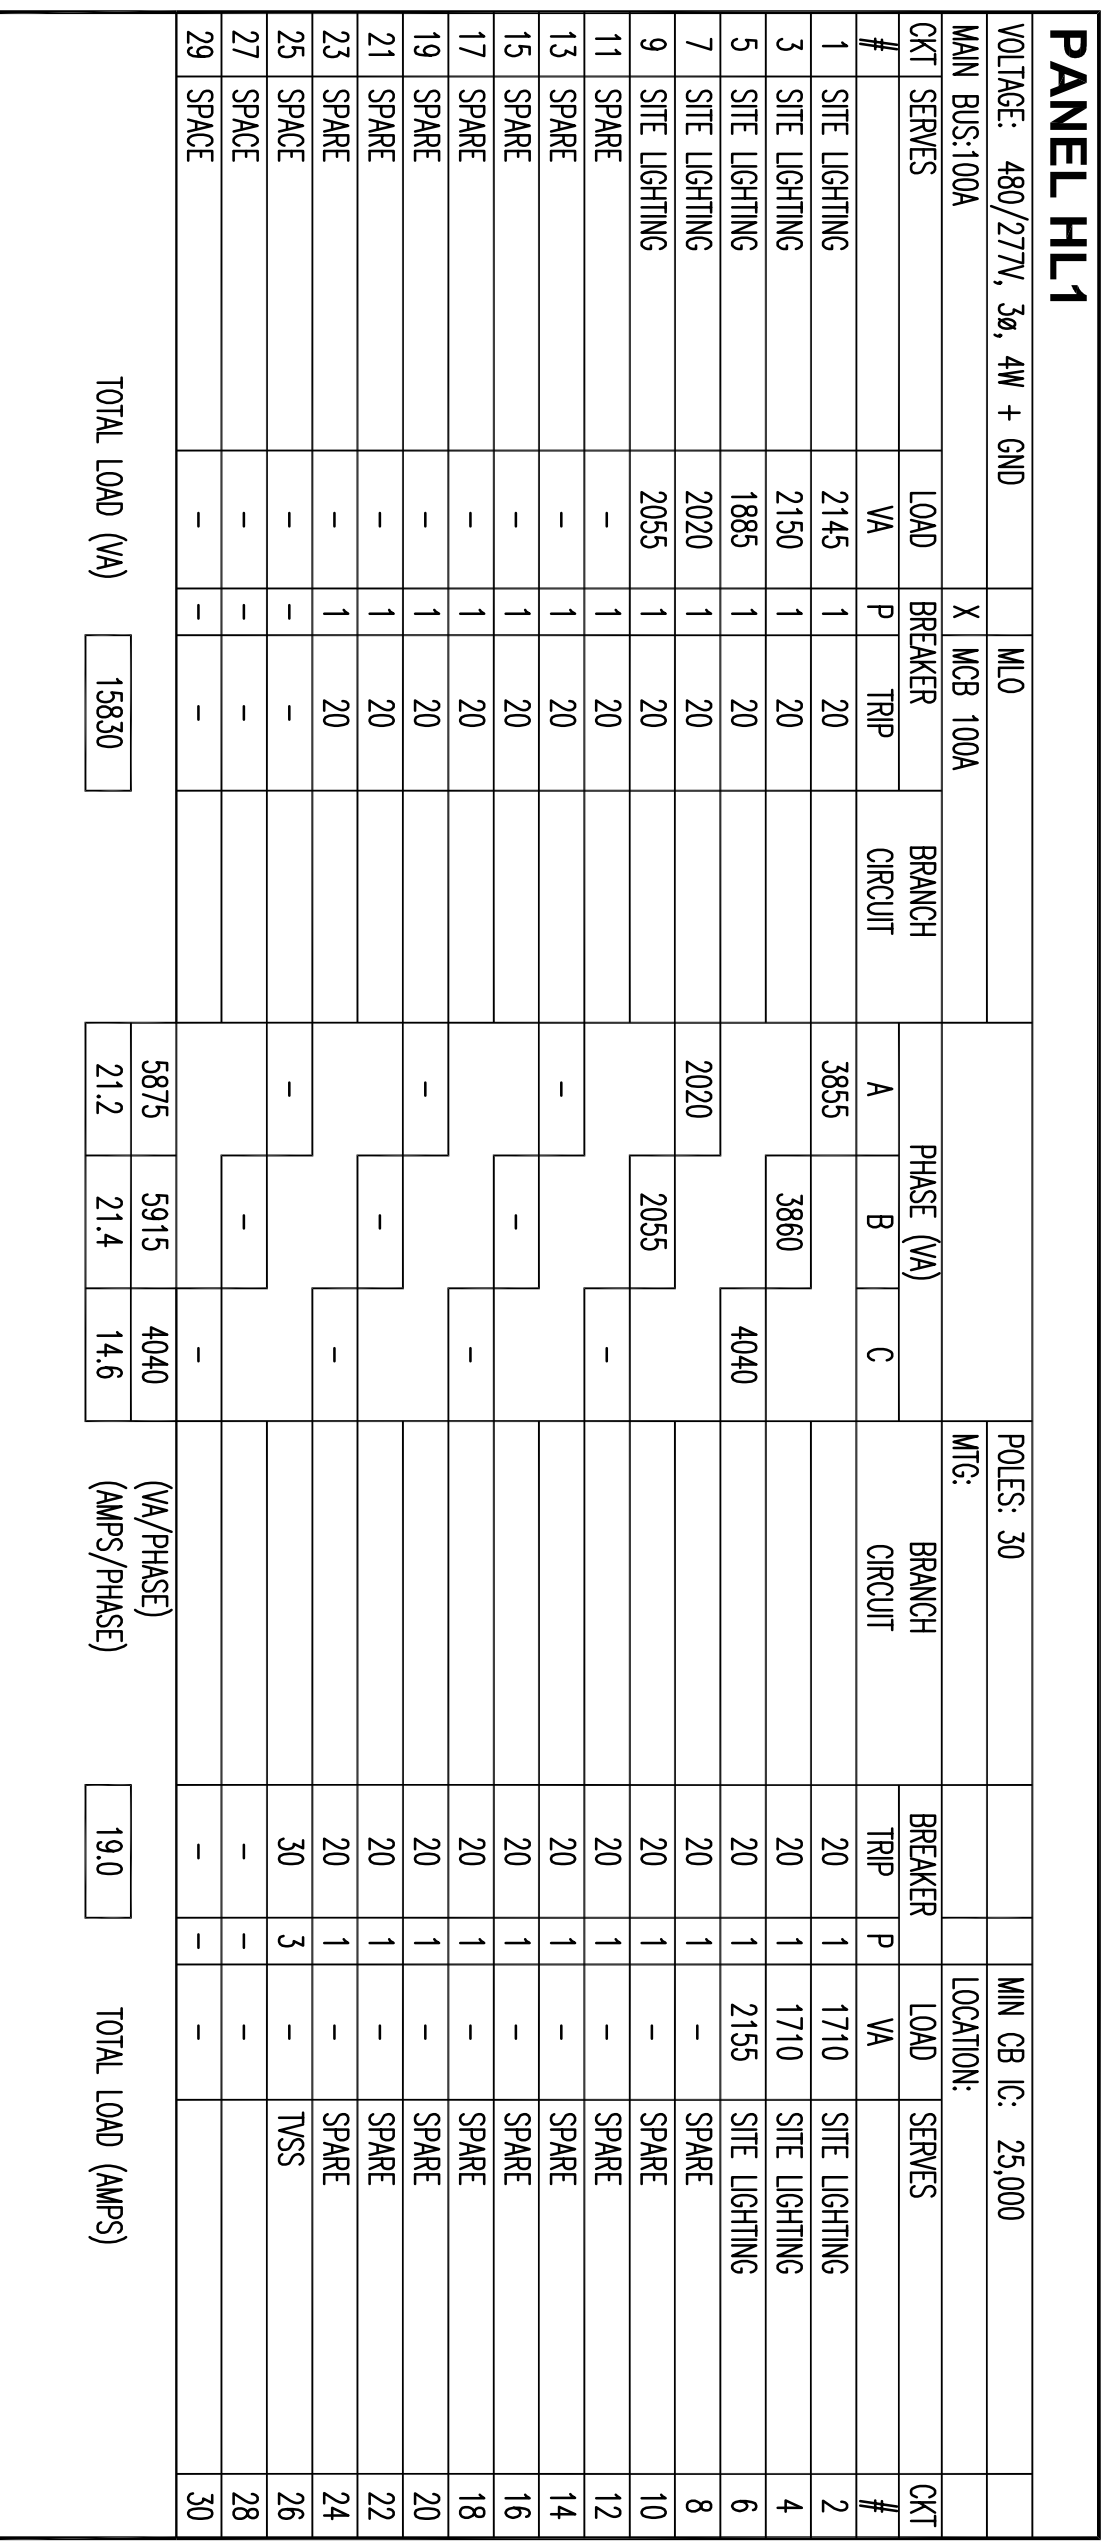 PANEL HL1
VOLTAGE: 480/277V, 3ø, 4W + GND MLO POLES: 30 MIN CB IC: 25,000
MAIN BUS:100A X MCB 100A MTG: LOCATION:
CKT SERVES LOAD BREAKER BRANCH PHASE (VA) BRANCH BREAKER LOAD SERVES CKT
# VA P TRIP CIRCUIT A B C CIRCUIT TRIP P VA #
1 SITE LIGHTING 2145 1 20 3855 20 1 1710 SITE LIGHTING 2
3 SITE LIGHTING 2150 1 20 3860 20 1 1710 SITE LIGHTING 4
5 SITE LIGHTING 1885 1 20 4040 20 1 2155 SITE LIGHTING 6
7 SITE LIGHTING 2020 1 20 2020 20 1 - SPARE 8
9 SITE LIGHTING 2055 1 20 2055 20 1 - SPARE 10
11 SPARE - 1 20 - 20 1 - SPARE 12
13 SPARE - 1 20 - 20 1 - SPARE 14
15 SPARE - 1 20 - 20 1 - SPARE 16
17 SPARE - 1 20 - 20 1 - SPARE 18
19 SPARE - 1 20 - 20 1 - SPARE 20
21 SPARE - 1 20 - 20 1 - SPARE 22
23 SPARE - 1 20 - 20 1 - SPARE 24
25 SPACE - - - - 30 3 - TVSS 26
27 SPACE - - - - - - - 28
29 SPACE - - - - - - - 30
5875 5915 4040 (VA/PHASE)
TOTAL LOAD (VA) 15830 21.2 21.4 14.6 (AMPS/PHASE) 19.0 TOTAL LOAD (AMPS)